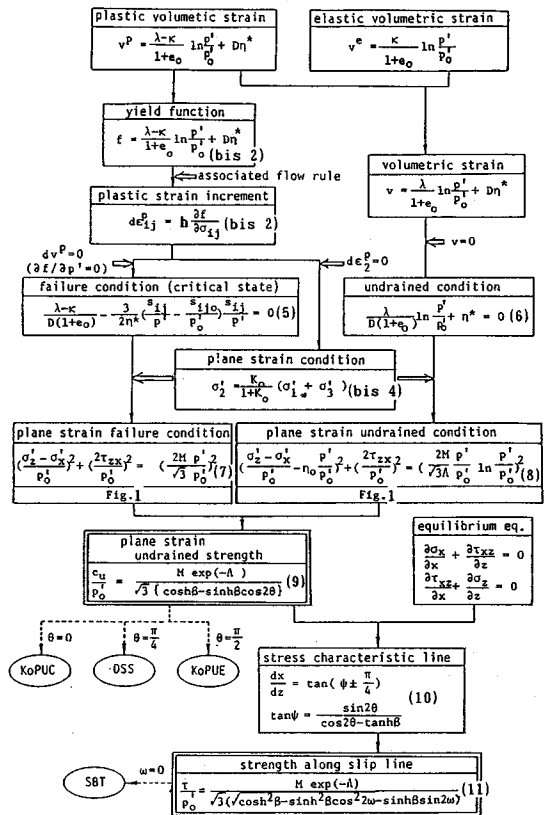 plastic volumetric strain
v^p = (λ-κ)/(1+e_o) ln p'/p'_o + Dη*
elastic volumetric strain
v^e = κ/(1+e_o) ln p'/p'_o
yield function
f = (λ-κ)/(1+e_o) ln p'/p'_o + Dη* (bis 2)
associated flow rule
plastic strain increment
dε^p_ij = h ∂f/∂σ_ij (bis 2)
volumetric strain
v = λ/(1+e_o) ln p'/p'_o + Dη*
dv^p=0
(∂f/∂p'=0)
dε^p_2=0
v=0
failure condition (critical state)
(λ-κ)/(D(1+e_o)) - 3/(2η*) (s_ij/p' - s_ijo/p'_o) s_ij/p' = 0 (5)
undrained condition
λ/(D(1+e_o)) ln p'/p'_o + η* = 0 (6)
plane strain condition
σ'_2 = K_o/(1+K_o) (σ'_1 + σ'_3) (bis 4)
plane strain failure condition
((σ'_z - σ'_x)/p'_o)^2 + (2τ_zx/p'_o)^2 = (2M/√3 p'/p'_o)^2 (7)
Fig.1
plane strain undrained condition
((σ'_z - σ'_x)/p'_o - η_o p'/p'_o)^2 + (2τ_zx/p'_o)^2 = (2M/(√3Λ) p'/p'_o ln p'/p'_o)^2 (8)
Fig.1
plane strain
undrained strength
c_u/p'_o = M exp(-Λ)/(√3{coshβ-sinhβcos2θ}) (9)
equilibrium eq.
∂σ_x/∂x + ∂τ_xz/∂z = 0
∂τ_xz/∂x + ∂σ_z/∂z = 0
θ=0
θ=π/4
θ=π/2
KoPUC
DSS
KoPUE
stress characteristic line
dx/dz = tan(ψ± π/4)
(10)
tanψ = sin2θ/(cos2θ-tanhβ)
strength along slip line
τ/p'_o = M exp(-Λ)/(√3(√(cosh^2β-sinh^2βcos^2 2ω)-sinhβsin2ω)) (11)
ω=0
SBT